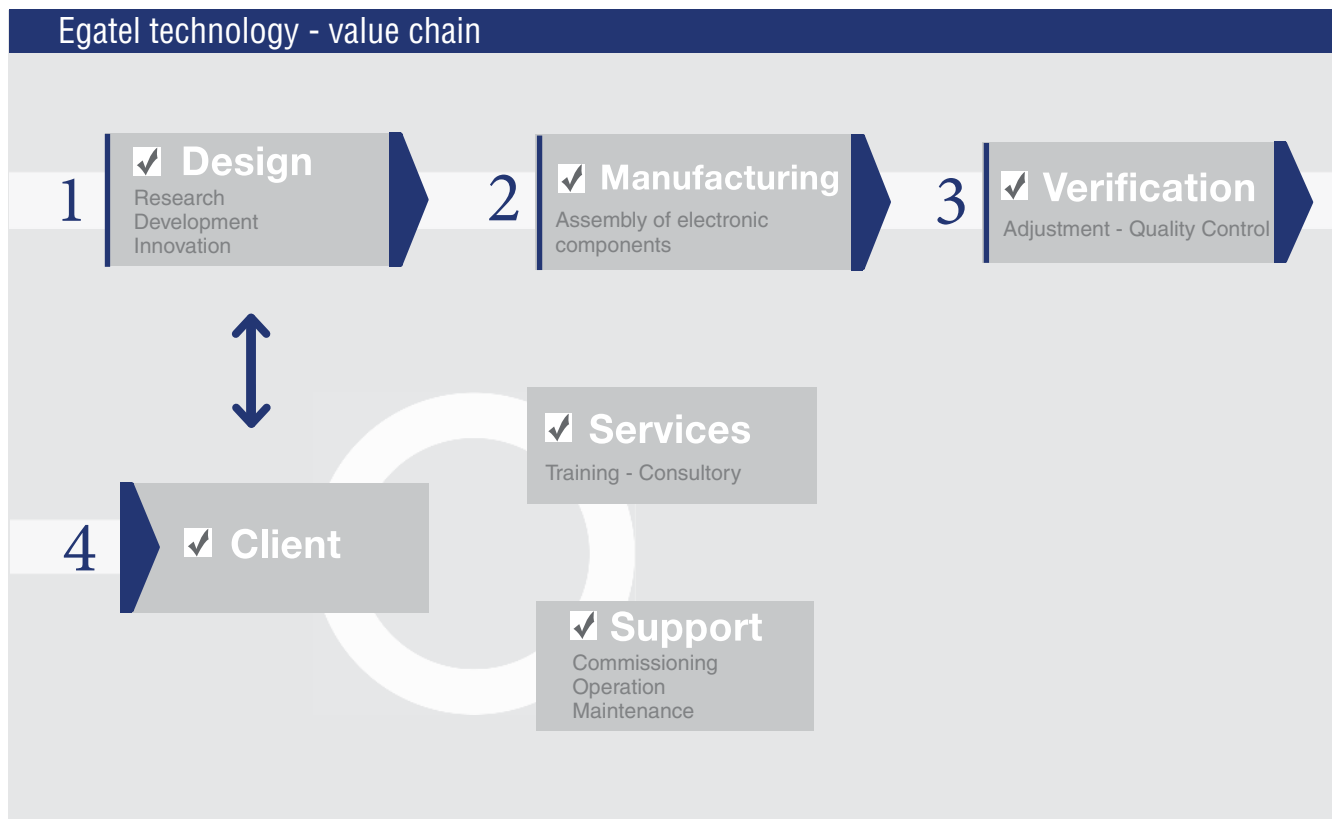 Egatel technology - value chain
1
Design
Research
Development
Innovation
2
Manufacturing
Assembly of electronic
components
3
Verification
Adjustment - Quality Control
4
Client
Services
Training - Consultory
Support
Commissioning
Operation
Maintenance